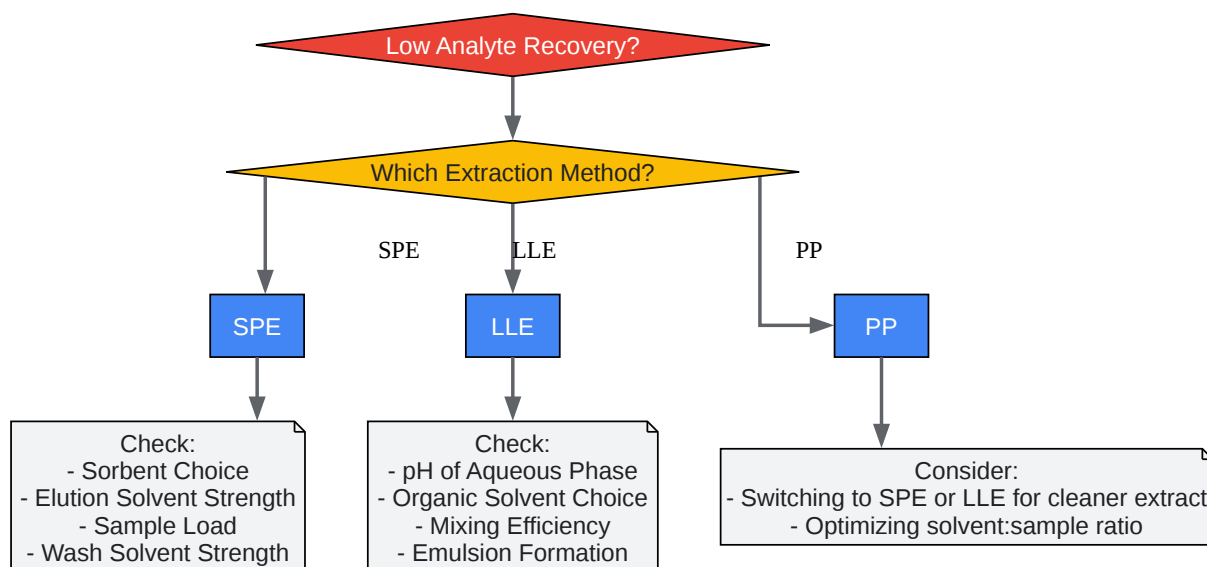 Low Analyte Recovery?
Which Extraction Method?
SPE
LLE
PP
SPE
LLE
PP
Check:
- Sorbent Choice
- Elution Solvent Strength
- Sample Load
- Wash Solvent Strength
Check:
- pH of Aqueous Phase
- Organic Solvent Choice
- Mixing Efficiency
- Emulsion Formation
Consider:
- Switching to SPE or LLE for cleaner extract
- Optimizing solvent:sample ratio